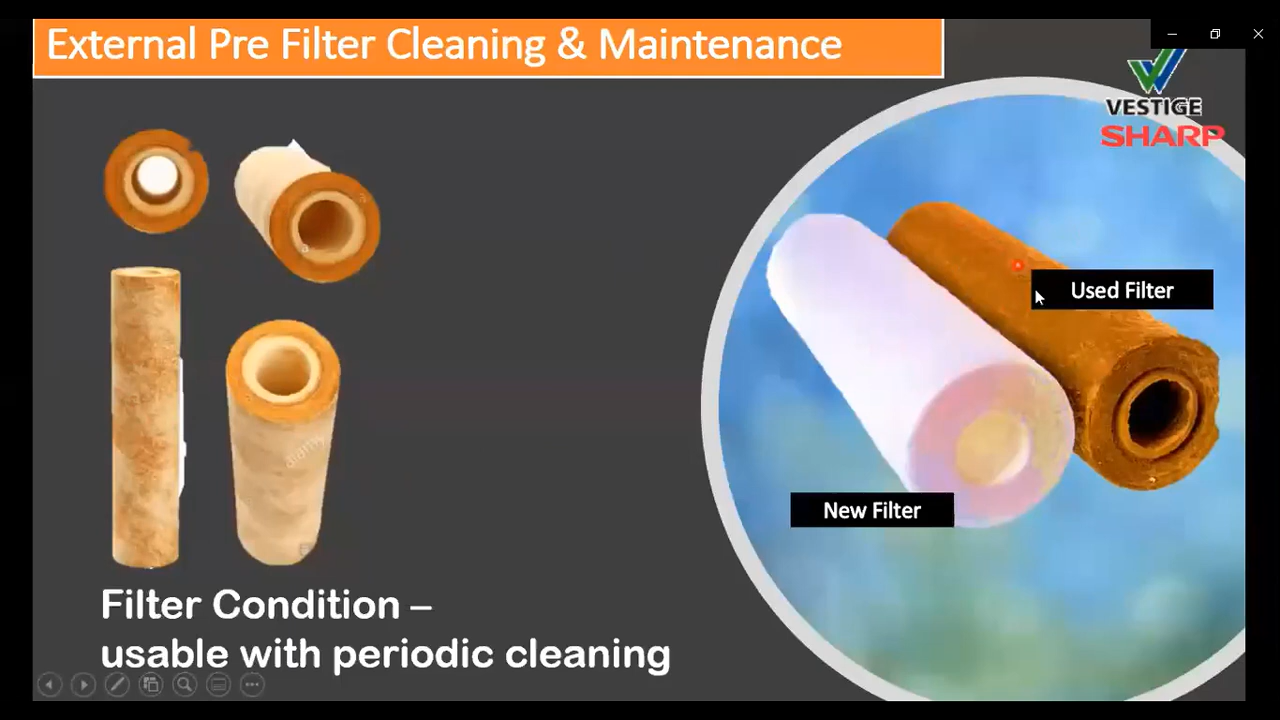 External Pre Filter Cleaning & Maintenance
VESTIGE
SHARP
Used Filter
New Filter
Filter Condition –
usable with periodic cleaning